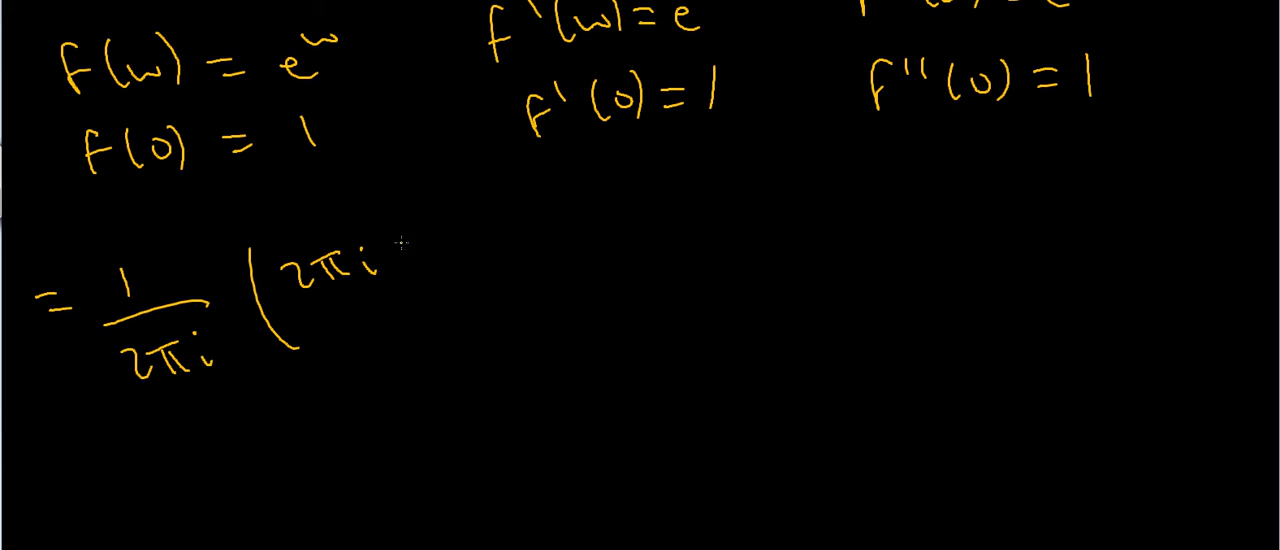 f'(w) = e
f(w) = e^w
f'(0) = 1
f''(0) = 1
f(0) = 1
= 1/2πi ( 2πi